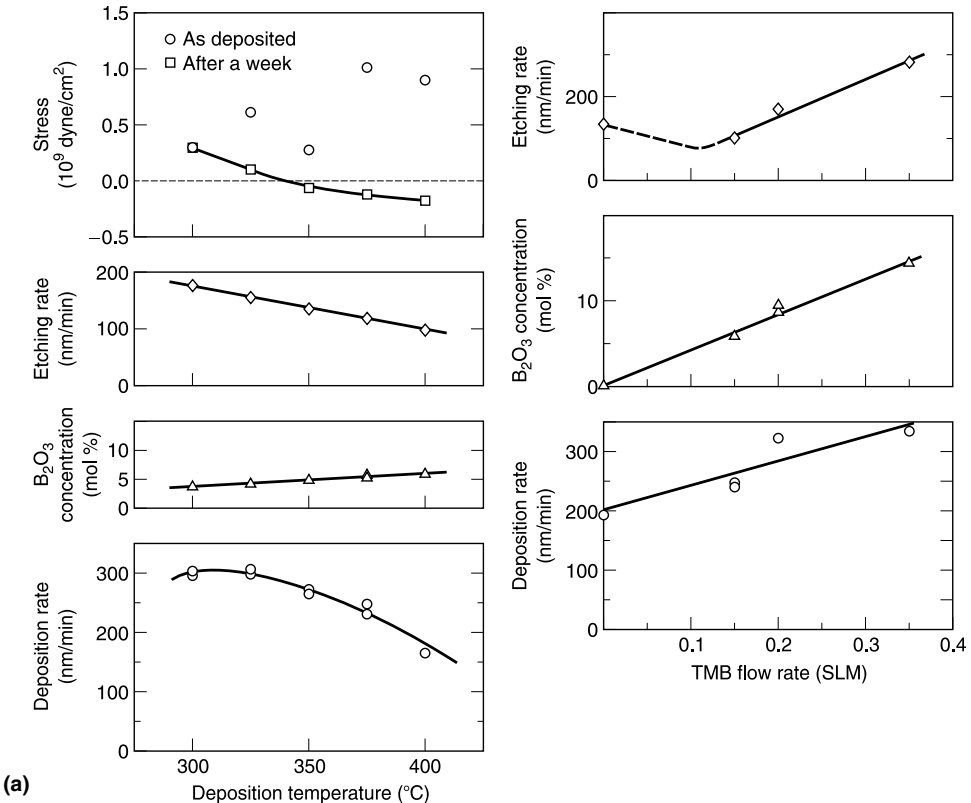 1.5
1.0
0.5
0.0
−0.5
Stress
(10⁹ dyne/cm²)
As deposited
After a week
200
100
0
Etching rate
(nm/min)
10
5
0
B₂O₃
concentration
(mol %)
300
200
300
0
Deposition rate
(nm/min)
300
350
400
Deposition temperature (°C)
(a)
200
0
Etching rate
(nm/min)
10
0
B₂O₃ concentration
(mol %)
300
200
100
0
Deposition rate
(nm/min)
0.1
0.2
0.3
0.4
TMB flow rate (SLM)